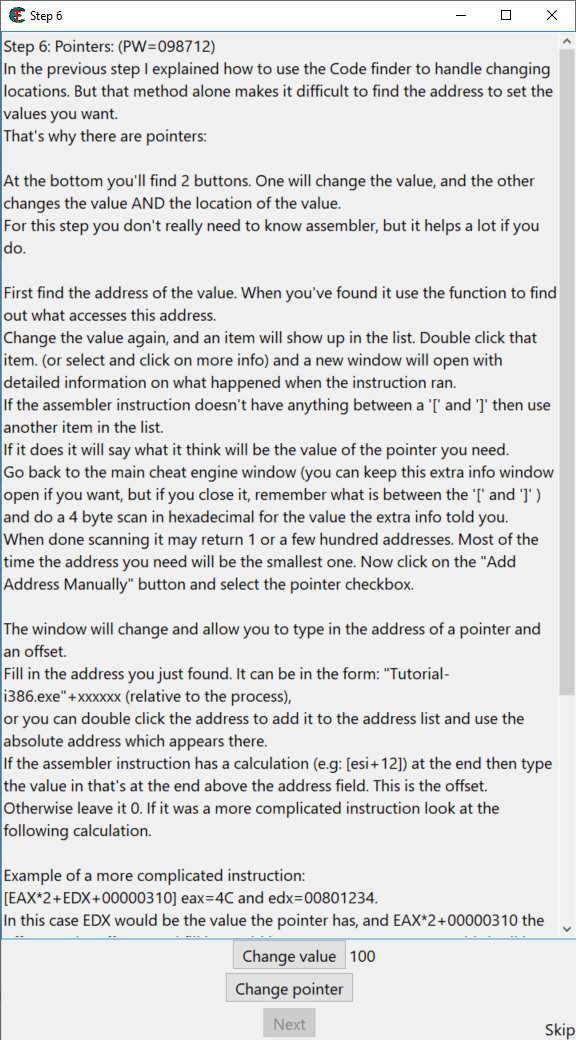 Step 6
Step 6: Pointers: (PW=098712)
In the previous step I explained how to use the Code finder to handle changing
locations. But that method alone makes it difficult to find the address to set the
values you want.
That's why there are pointers:
At the bottom you'll find 2 buttons. One will change the value, and the other
changes the value AND the location of the value.
For this step you don't really need to know assembler, but it helps a lot if you
do.
First find the address of the value. When you've found it use the function to find
out what accesses this address.
Change the value again, and an item will show up in the list. Double click that
item. (or select and click on more info) and a new window will open with
detailed information on what happened when the instruction ran.
If the assembler instruction doesn't have anything between a '[' and ']' then use
another item in the list.
If it does it will say what it think will be the value of the pointer you need.
Go back to the main cheat engine window (you can keep this extra info window
open if you want, but if you close it, remember what is between the '[' and ']' )
and do a 4 byte scan in hexadecimal for the value the extra info told you.
When done scanning it may return 1 or a few hundred addresses. Most of the
time the address you need will be the smallest one. Now click on the "Add
Address Manually" button and select the pointer checkbox.
The window will change and allow you to type in the address of a pointer and
an offset.
Fill in the address you just found. It can be in the form: "Tutorial-
i386.exe"+xxxxxx (relative to the process),
or you can double click the address to add it to the address list and use the
absolute address which appears there.
If the assembler instruction has a calculation (e.g: [esi+12]) at the end then type
the value in that's at the end above the address field. This is the offset.
Otherwise leave it 0. If it was a more complicated instruction look at the
following calculation.
Example of a more complicated instruction:
[EAX*2+EDX+00000310] eax=4C and edx=00801234.
In this case EDX would be the value the pointer has, and EAX*2+00000310 the
Change value 100
Change pointer
Next
Skip